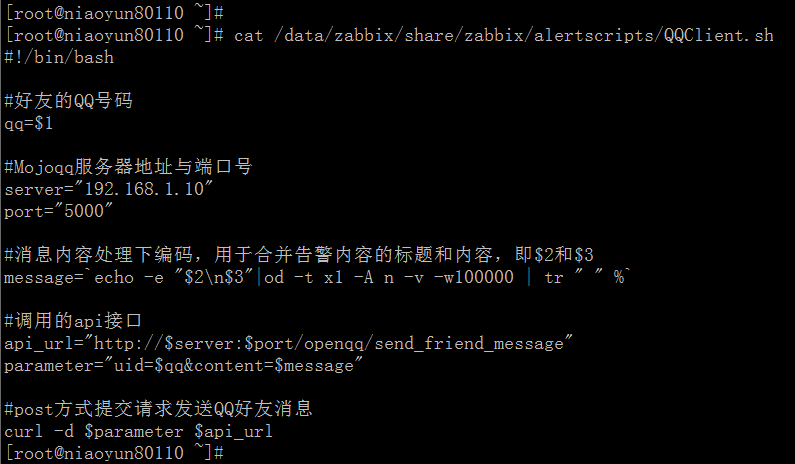 [root@niaoyun80110 ~]#
[root@niaoyun80110 ~]# cat /data/zabbix/share/zabbix/alertscripts/QQClient.sh
#!/bin/bash
#好友的QQ号码
qq=$1
#Mojoqq服务器地址与端口号
server="192.168.1.10"
port="5000"
#消息内容处理下编码，用于合并告警内容的标题和内容，即$2和$3
message=`echo -e "$2\n$3"|od -t x1 -A n -v -w100000 | tr " " %`
#调用的api接口
api_url="http://$server:$port/openqq/send_friend_message"
parameter="uid=$qq&content=$message"
#post方式提交请求发送QQ好友消息
curl -d $parameter $api_url
[root@niaoyun80110 ~]#